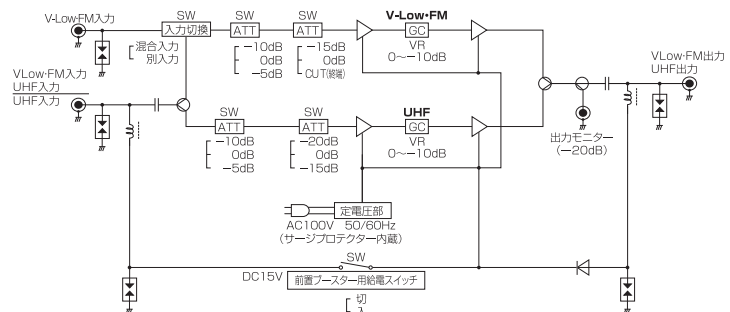 V-Low・FM入力
SW
入力切換
混合入力
別入力
SW
ATT
－10dB
0dB
－5dB
SW
ATT
－15dB
0dB
CUT(終端)
V-Low・FM
GC
VR
0～－10dB
VLow・FM入力
UHF入力
UHF入力
SW
ATT
－10dB
0dB
－5dB
SW
ATT
－20dB
0dB
－15dB
UHF
GC
VR
0～－10dB
VLow・FM出力
UHF出力
出力モニター
(－20dB)
定電圧部
AC100V 50/60Hz
(サージプロテクター内蔵)
SW
DC15V
前置ブースター用給電スイッチ
切
入